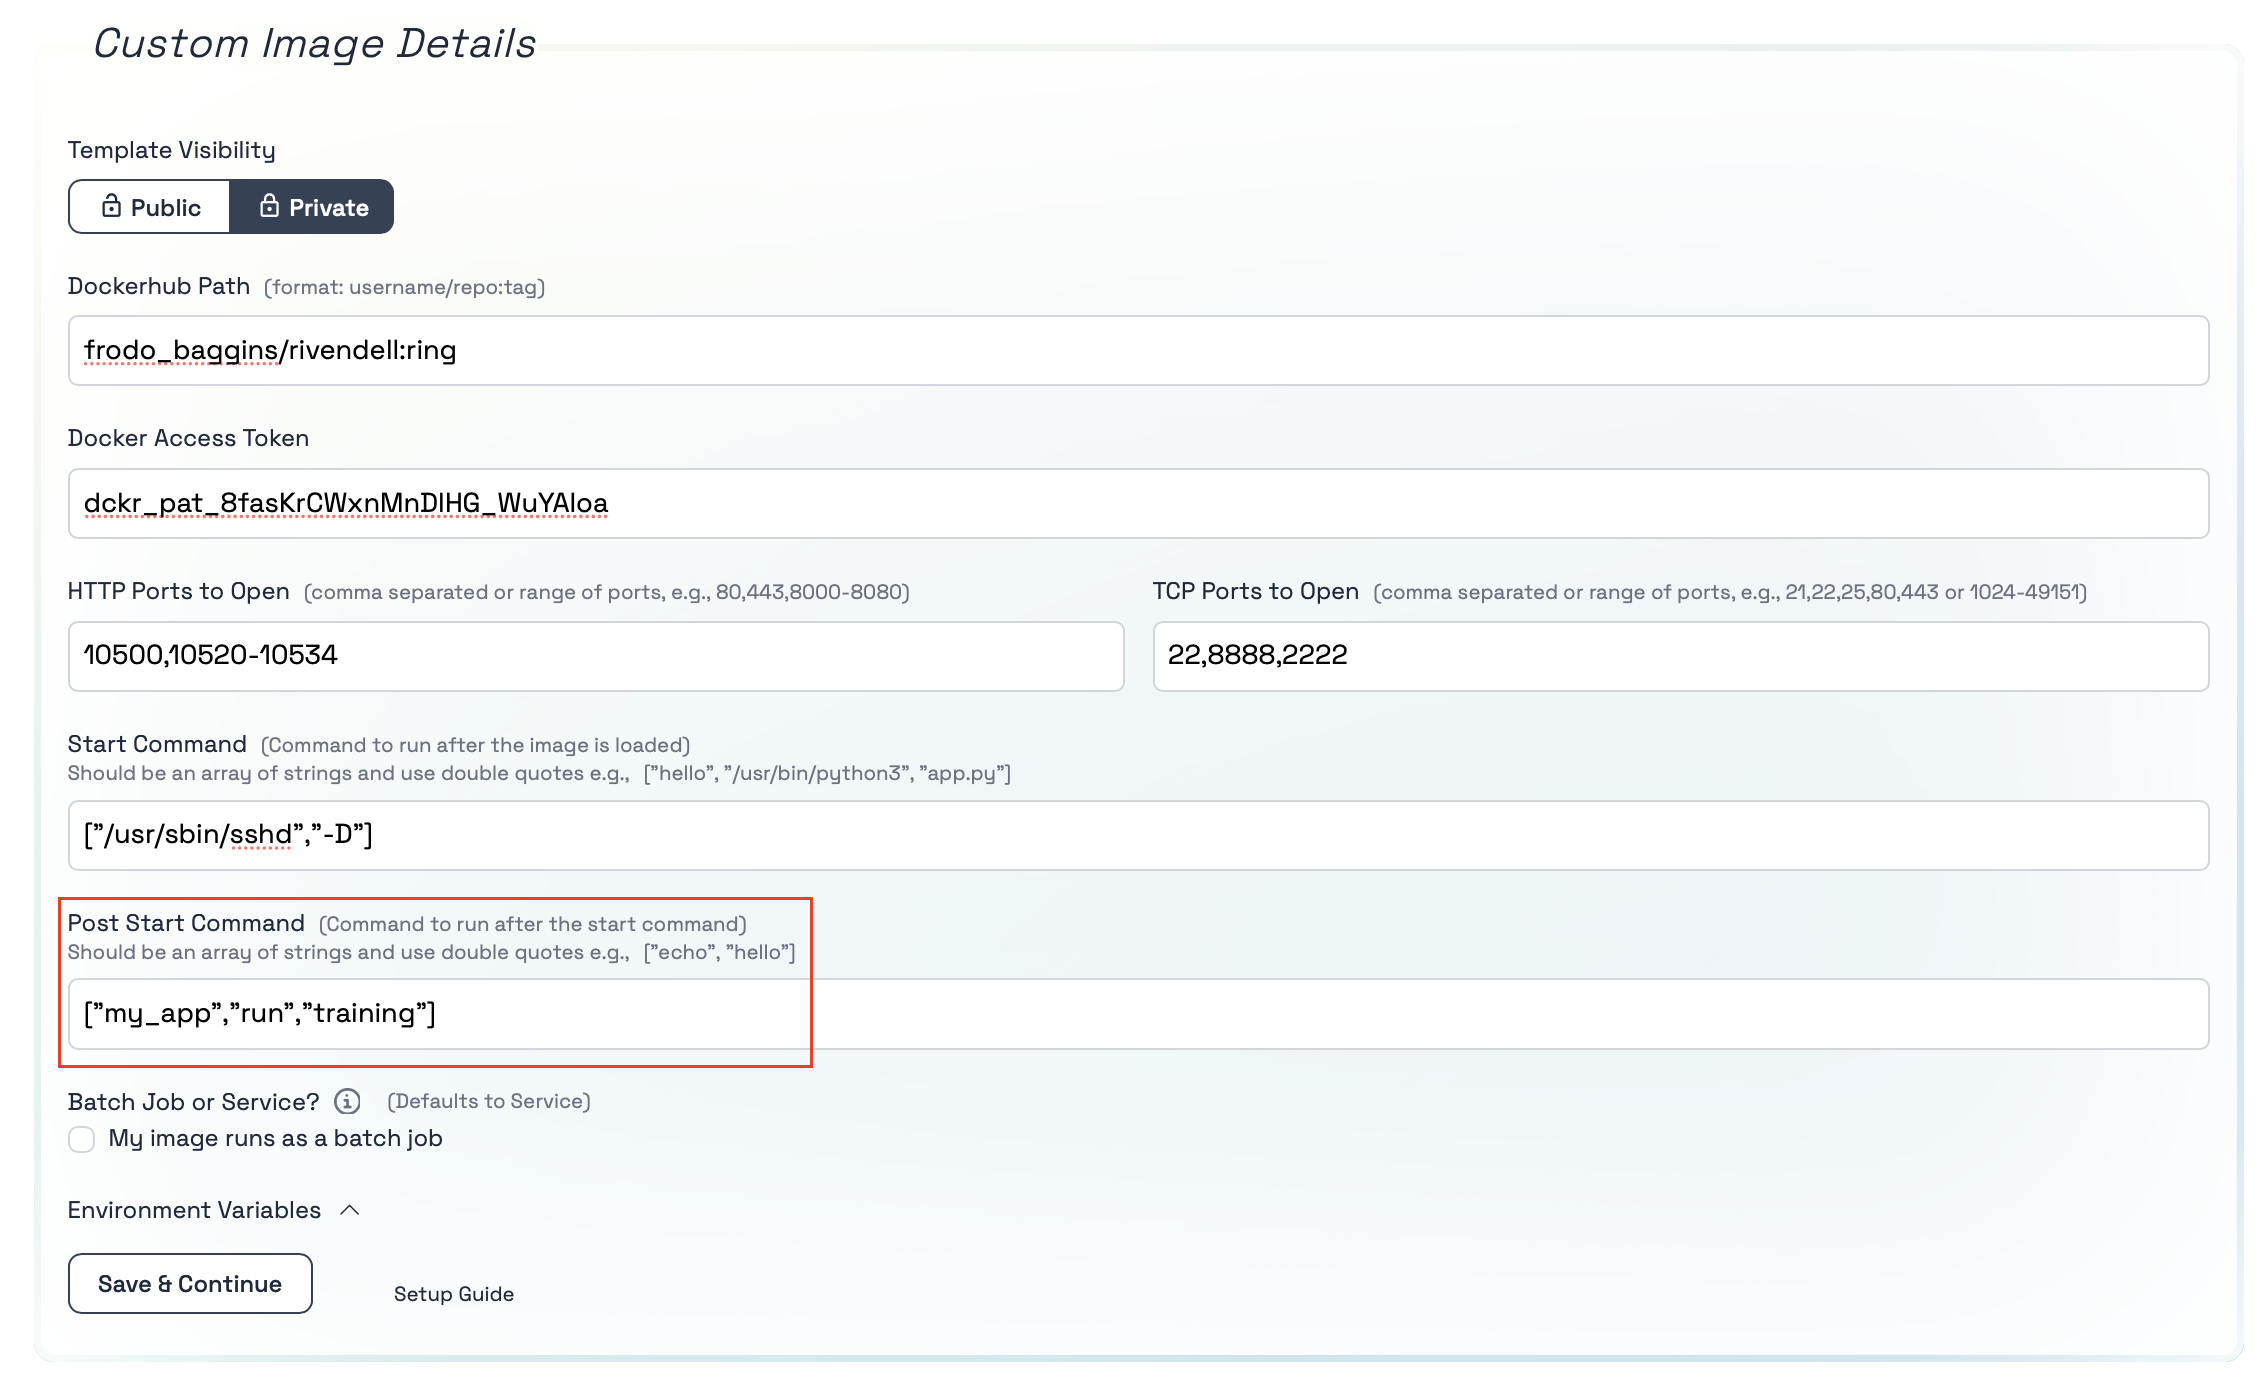 Custom Image Details
Template Visibility
Public Private
Dockerhub Path (format: username/repo:tag)
frodo_baggins/rivendell:ring
Docker Access Token
dckr_pat_8fasKrCWxnMnDlHG_WuYAloa
HTTP Ports to Open (comma separated or range of ports, e.g., 80,443,8000-8080)
10500,10520-10534
TCP Ports to Open (comma separated or range of ports, e.g., 21,22,25,80,443 or 1024-49151)
22,8888,2222
Start Command (Command to run after the image is loaded)
Should be an array of strings and use double quotes e.g., ["hello", "/usr/bin/python3", "app.py"]
["/usr/sbin/sshd","-D"]
Post Start Command (Command to run after the start command)
Should be an array of strings and use double quotes e.g., ["echo", "hello"]
["my_app","run","training"]
Batch Job or Service? (Defaults to Service)
My image runs as a batch job
Environment Variables
Save & Continue
Setup Guide